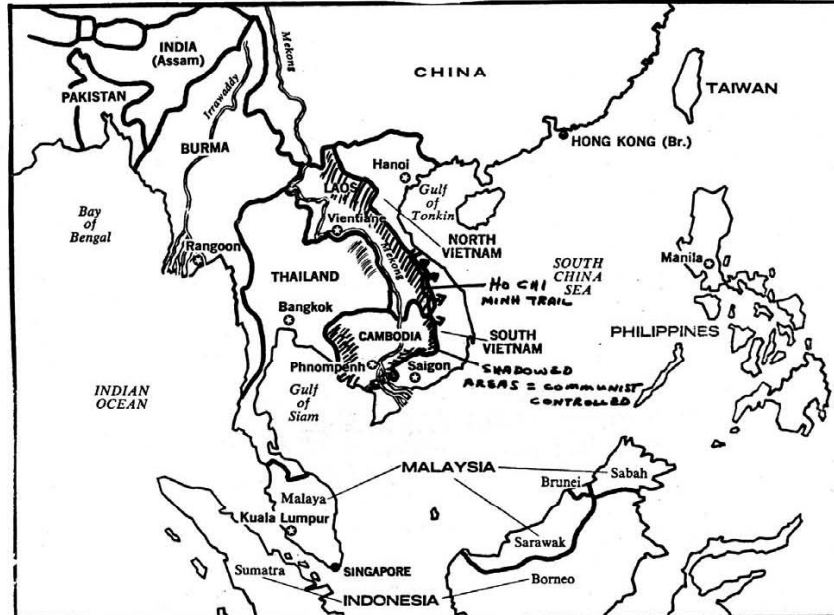 INDIA
(Assam)
PAKISTAN
Irrawaddy
Mekong
CHINA
TAIWAN
BURMA
HONG KONG (Br.)
Hanoi
LAOS
Gulf
of
Tonkin
Bay
of
Bengal
Vientiane
Rangoon
NORTH
VIETNAM
Mekong
SOUTH
CHINA
SEA
Manila
THAILAND
HO CHI
MINH TRAIL
Bangkok
CAMBODIA
SOUTH
VIETNAM
PHILIPPINES
Phnompenh
Saigon
SHADOWED
AREAS = COMMUNIST
CONTROLLED
INDIAN
OCEAN
Gulf
of
Siam
MALAYSIA
Sabah
Brunei
Malaya
Kuala Lumpur
Sarawak
SINGAPORE
Sumatra
Borneo
INDONESIA